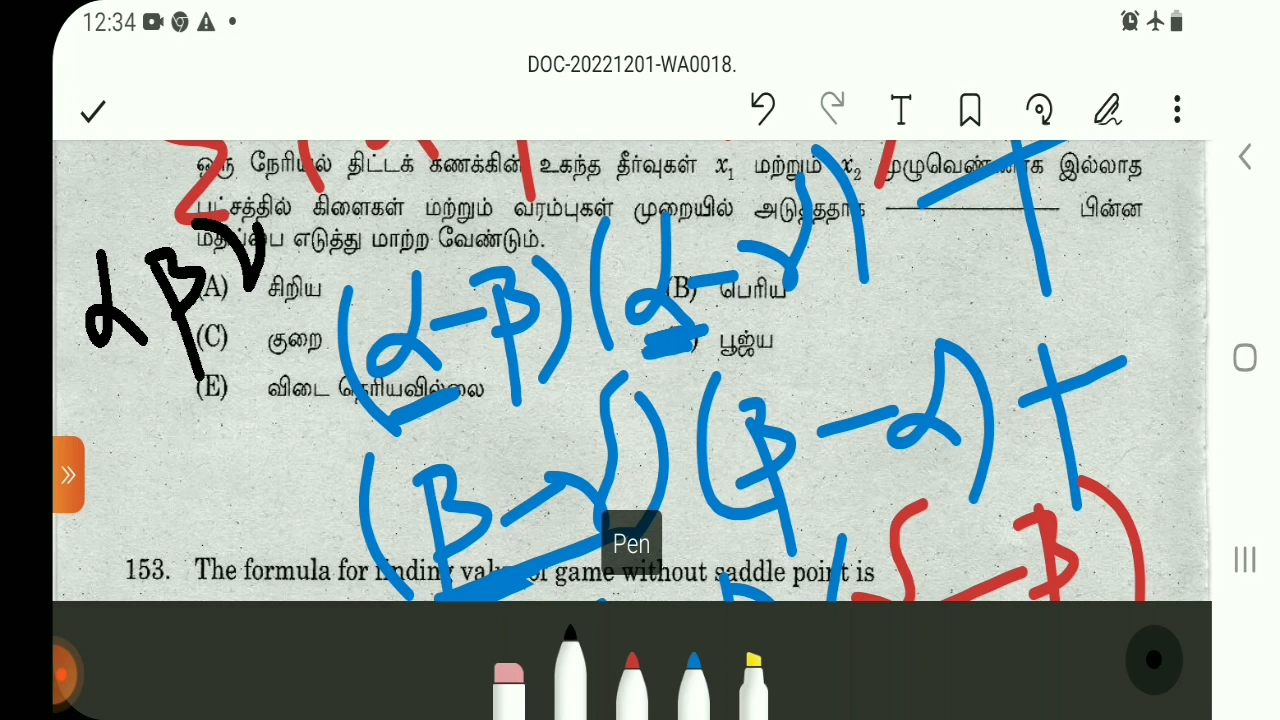 12:34
DOC-20221201-WA0018.
T
ஒரு நேரியல் திட்டக் கணக்கின் உகந்த தீர்வுகள் x₁ மற்றும் x₂ முழுவெண்ணாக இல்லாத
பட்சத்தில் கிளைகள் மற்றும் வரம்புகள் முறையில் அடுத்ததாக ______ பின்ன
மதிப்பை எடுத்து மாற்ற வேண்டும்.
α β γ
(A) சிறிய (B) பெரிய
(C) குறை பூஜ்ய
(E) விடை தெரியவில்லை
(α-β) (α-γ) +
(β-γ) (β-α) +
-β)
Pen
153. The formula for finding value of game without saddle point is